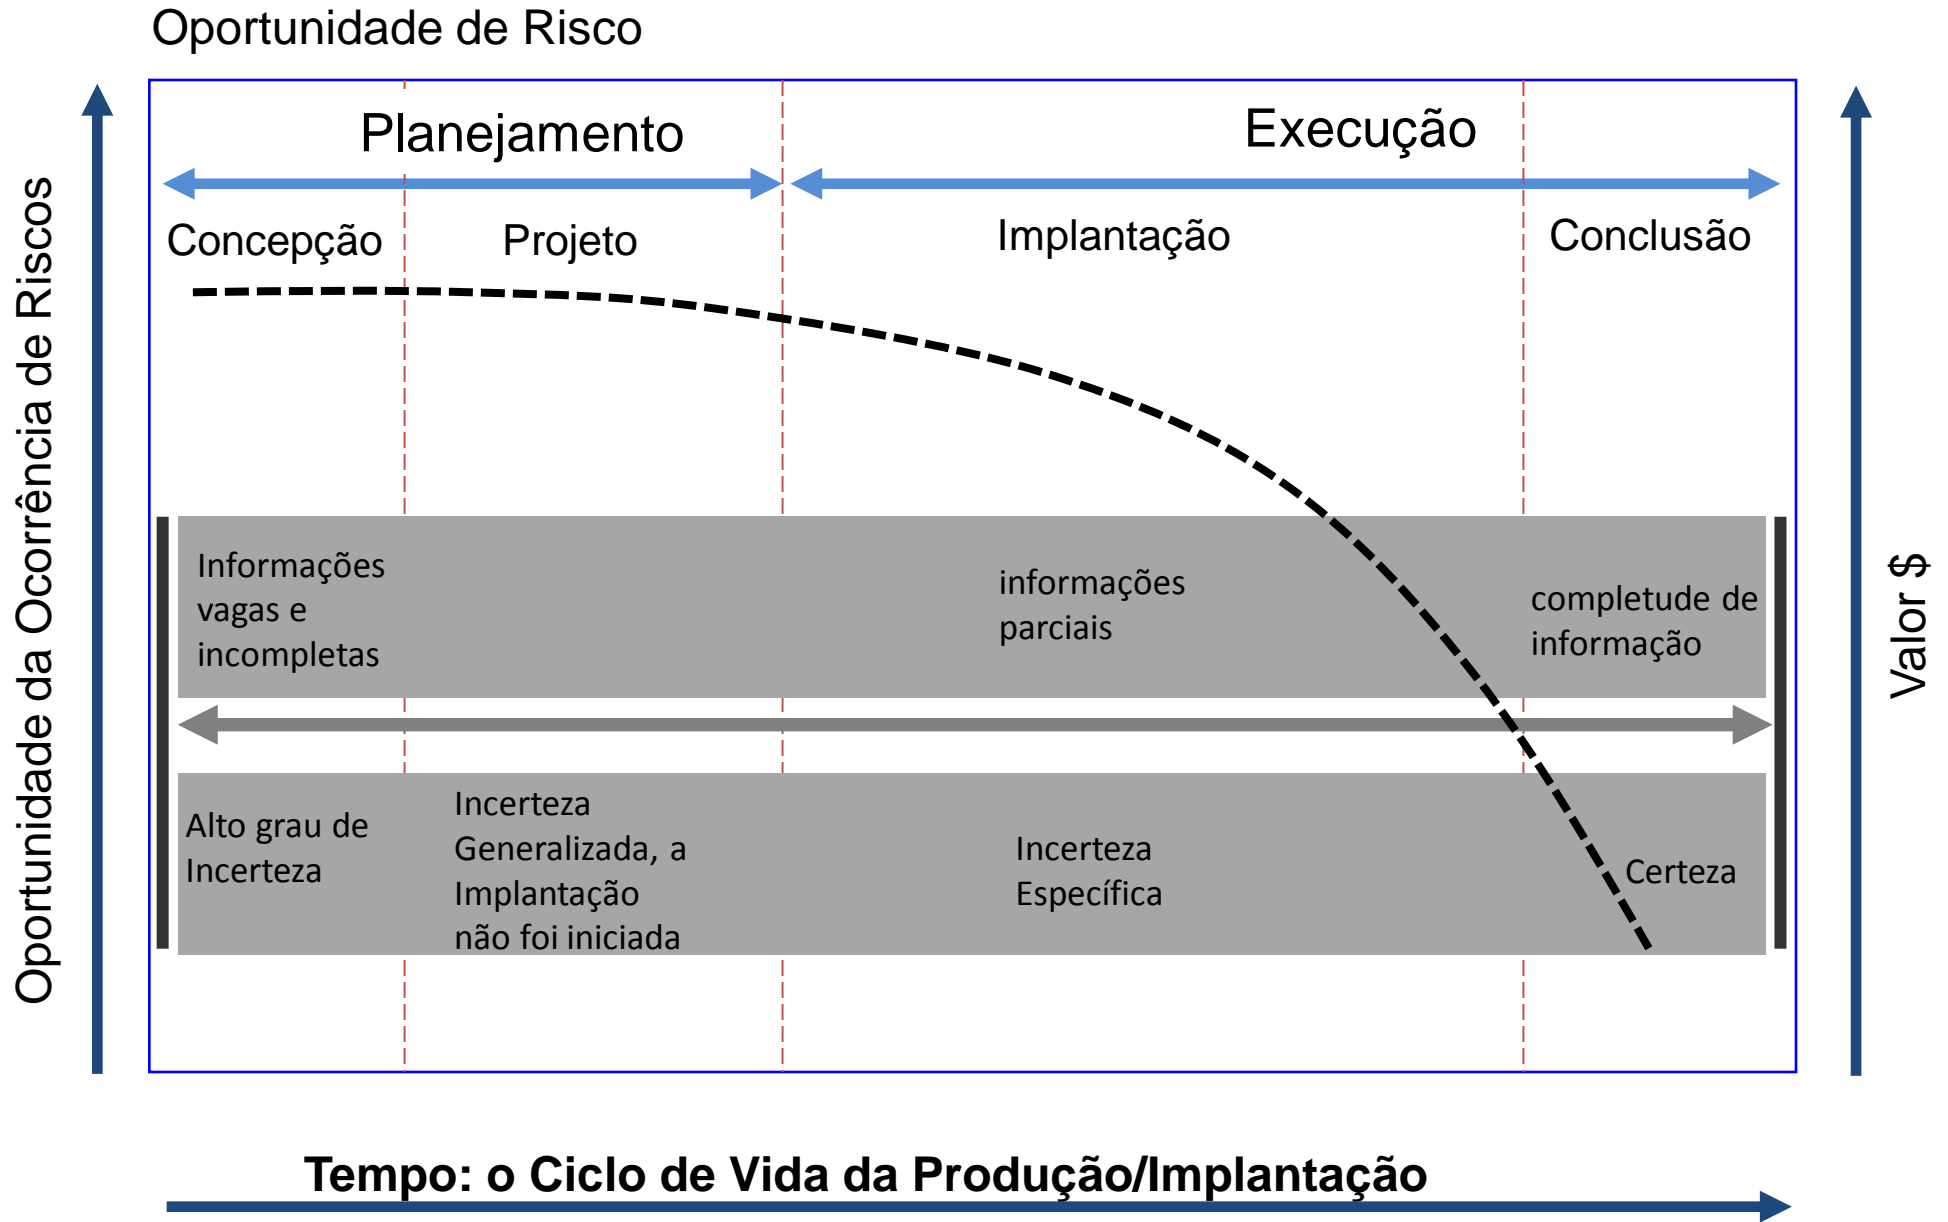 Oportunidade de Risco
Planejamento
Execução
Concepção
Projeto
Implantação
Conclusão
Oportunidade da Ocorrência de Riscos
Valor $
Informações
vagas e
incompletas
informações
parciais
completude de
informação
Alto grau de
Incerteza
Incerteza
Generalizada, a
Implantação
não foi iniciada
Incerteza
Específica
Certeza
Tempo: o Ciclo de Vida da Produção/Implantação